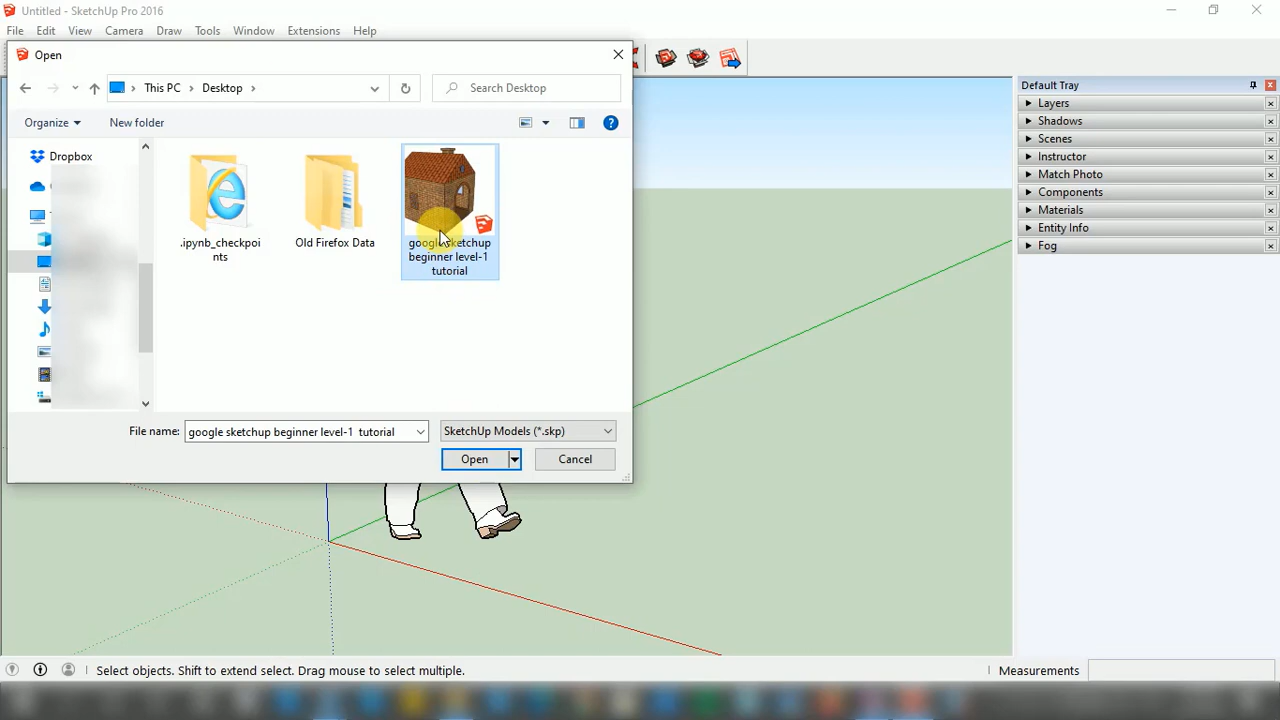 Untitled - SketchUp Pro 2016
File Edit View Camera Draw Tools Window Extensions Help
Open
This PC Desktop
Search Desktop
Organize New folder
Dropbox
.ipynb_checkpoi
nts
Old Firefox Data
google sketchup
beginner level-1
tutorial
File name: google sketchup beginner level-1 tutorial SketchUp Models (*.skp)
Open Cancel
Default Tray
Layers
Shadows
Scenes
Instructor
Match Photo
Components
Materials
Entity Info
Fog
Select objects. Shift to extend select. Drag mouse to select multiple. Measurements